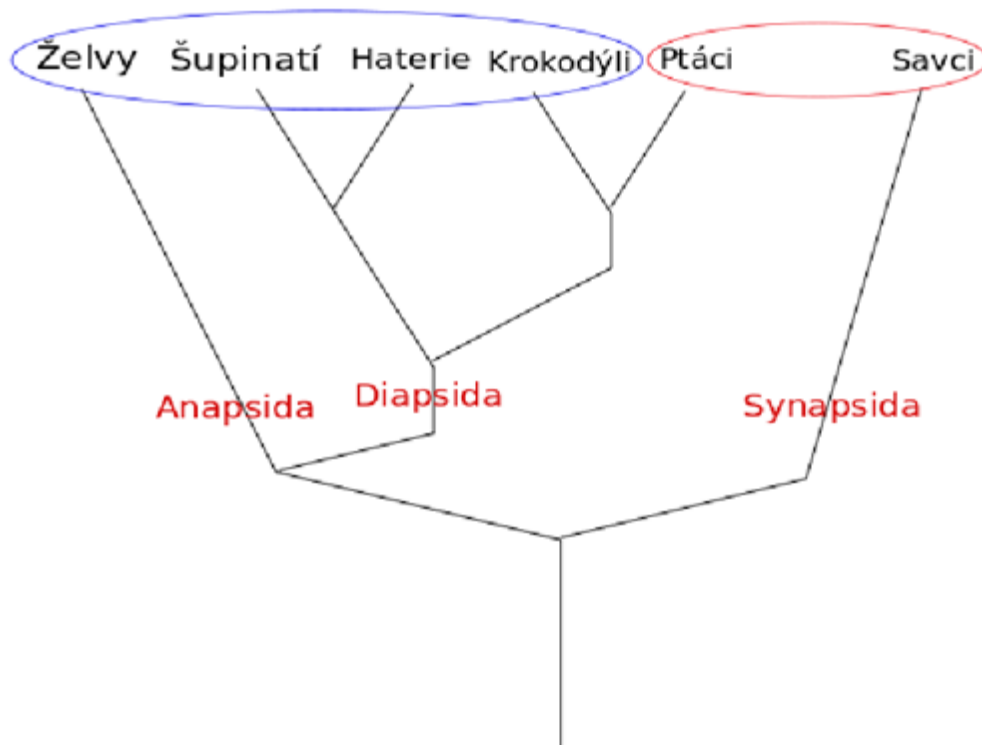 Želvy Šupinatí Haterie Krokodýli Ptáci Savci
Anapsida Diapsida Synapsida